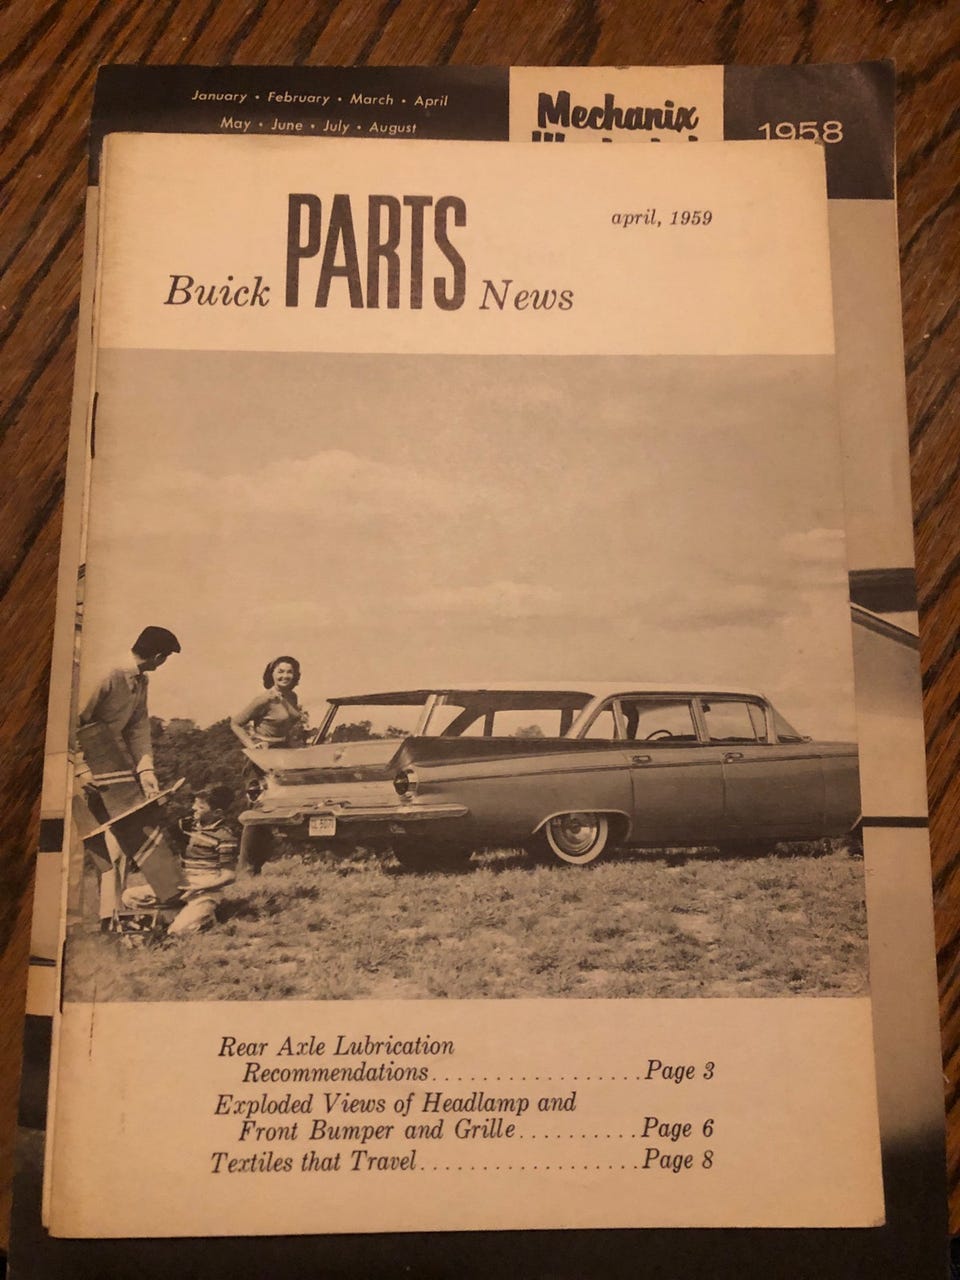 January • February • March • April
May • June • July • August
Mechanix
1958
april, 1959
Buick PARTS News
Rear Axle Lubrication
Recommendations..................Page 3
Exploded Views of Headlamp and
Front Bumper and Grille..........Page 6
Textiles that Travel..................Page 8